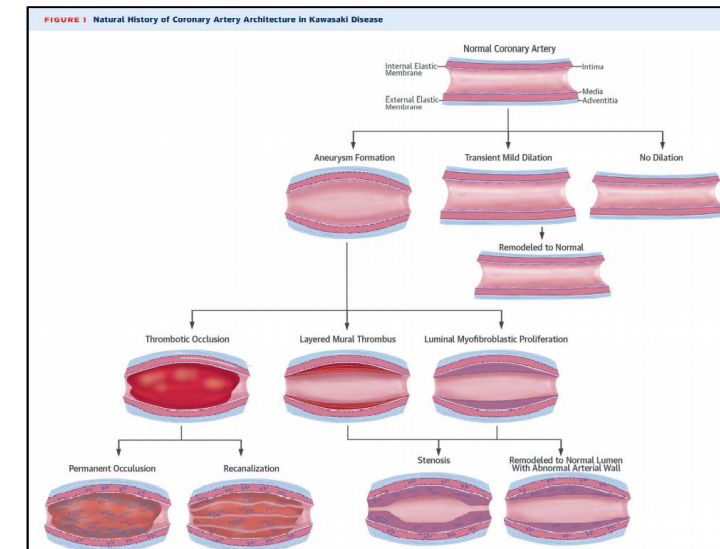 FIGURE 1 Natural History of Coronary Artery Architecture in Kawasaki Disease
Normal Coronary Artery
Internal Elastic
Membrane
Intima
Media
External Elastic
Membrane
Adventitia
Aneurysm Formation
Transient Mild Dilation
No Dilation
Remodeled to Normal
Thrombotic Occlusion
Layered Mural Thrombus
Luminal Myofibroblastic Proliferation
Permanent Occulusion
Recanalization
Stenosis
Remodeled to Normal Lumen
With Abnormal Arterial Wall